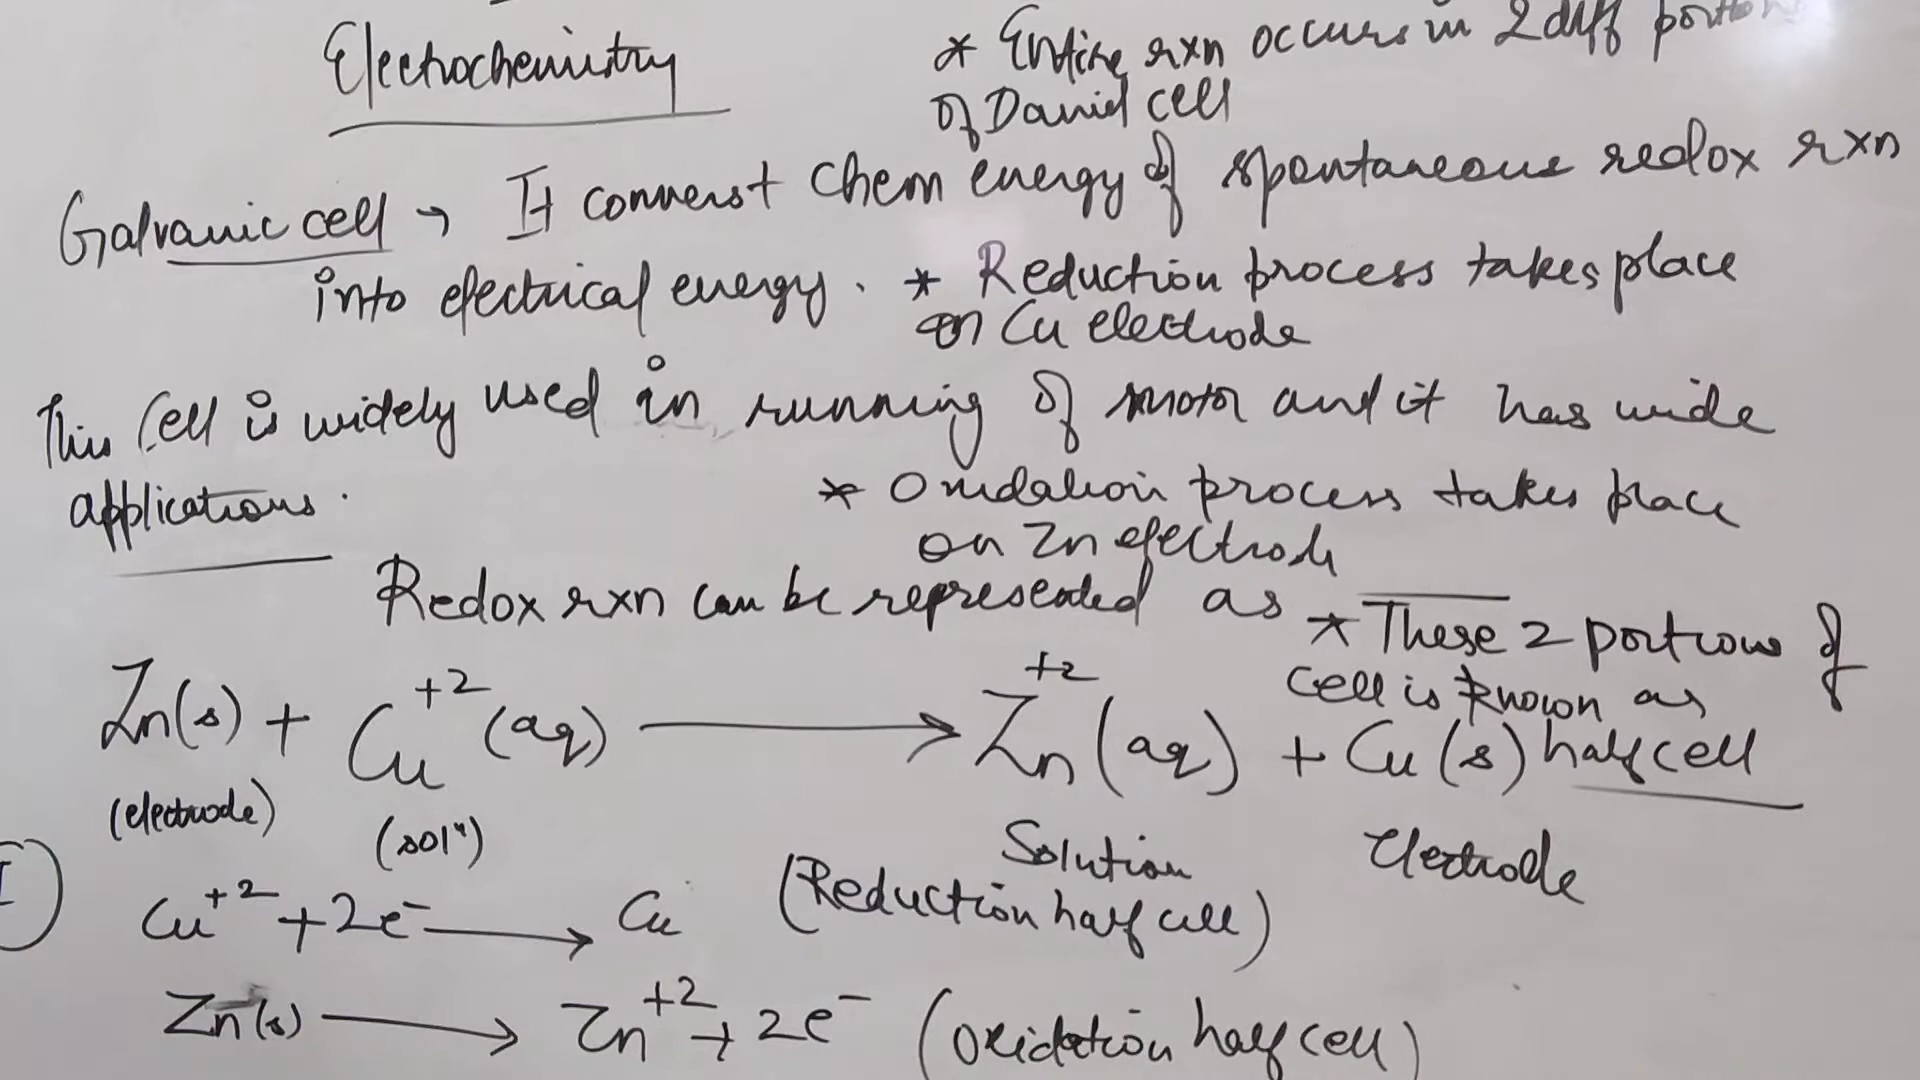 Electrochemistry
* Entire rxn occurs in 2 diff portion
of Daniel cell
Galvanic cell → It converst chem energy of spontaneous redox rxn
into electrical energy.
* Reduction process takes place
on Cu electrode
This Cell is widely used in running of motor and it has wide
applications.
* Oxidation process takes place
on Zn electrode
Redox rxn can be represented as
* These 2 portions of
cell is known as
half cell
Zn(s) + Cu+2 (aq) ⟶ Zn+2 (aq) + Cu(s)
(electrode) (solⁿ) Solution Electrode
I
Cu+2 + 2e⁻ ⟶ Cu (Reduction half cell)
Zn(s) ⟶ Zn+2 + 2e⁻ (Oxidation half cell)